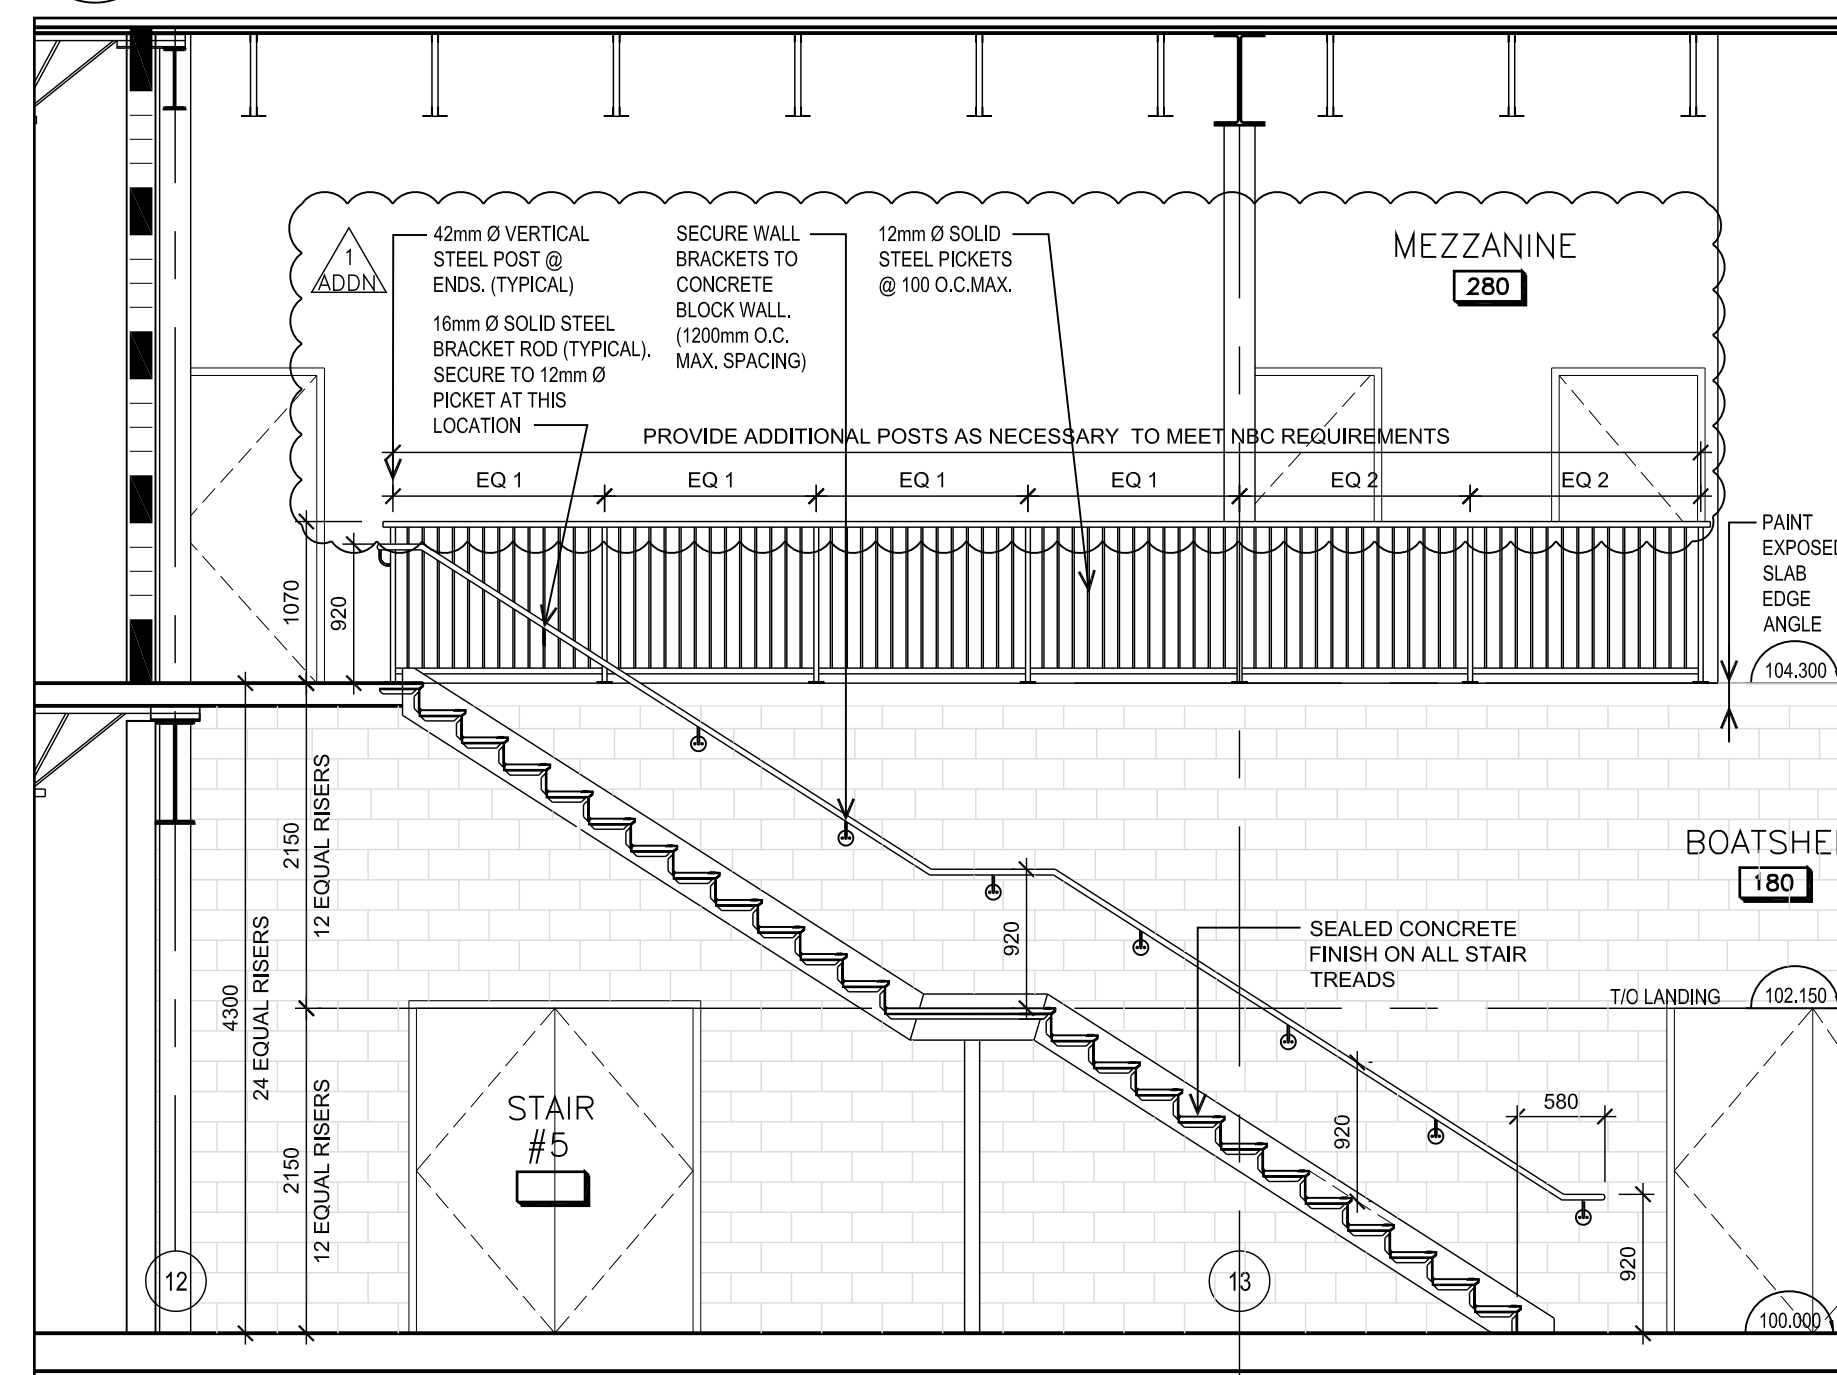 1
ADDN
42mm Ø VERTICAL
STEEL POST @
ENDS. (TYPICAL)
16mm Ø SOLID STEEL
BRACKET ROD (TYPICAL).
SECURE TO 12mm Ø
PICKET AT THIS
LOCATION
SECURE WALL
BRACKETS TO
CONCRETE
BLOCK WALL.
(1200mm O.C.
MAX. SPACING)
12mm Ø SOLID
STEEL PICKETS
@ 100 O.C.MAX.
MEZZANINE
280
PROVIDE ADDITIONAL POSTS AS NECESSARY TO MEET NBC REQUIREMENTS
EQ 1
EQ 1
EQ 1
EQ 1
EQ 2
EQ 2
PAINT
EXPOSED
SLAB
EDGE
ANGLE
1070
920
104.300
2150
12 EQUAL RISERS
4300
24 EQUAL RISERS
BOATSHE
180
920
SEALED CONCRETE
FINISH ON ALL STAIR
TREADS
T/O LANDING
102.150
STAIR
#5
2150
12 EQUAL RISERS
920
580
920
12
13
100.000